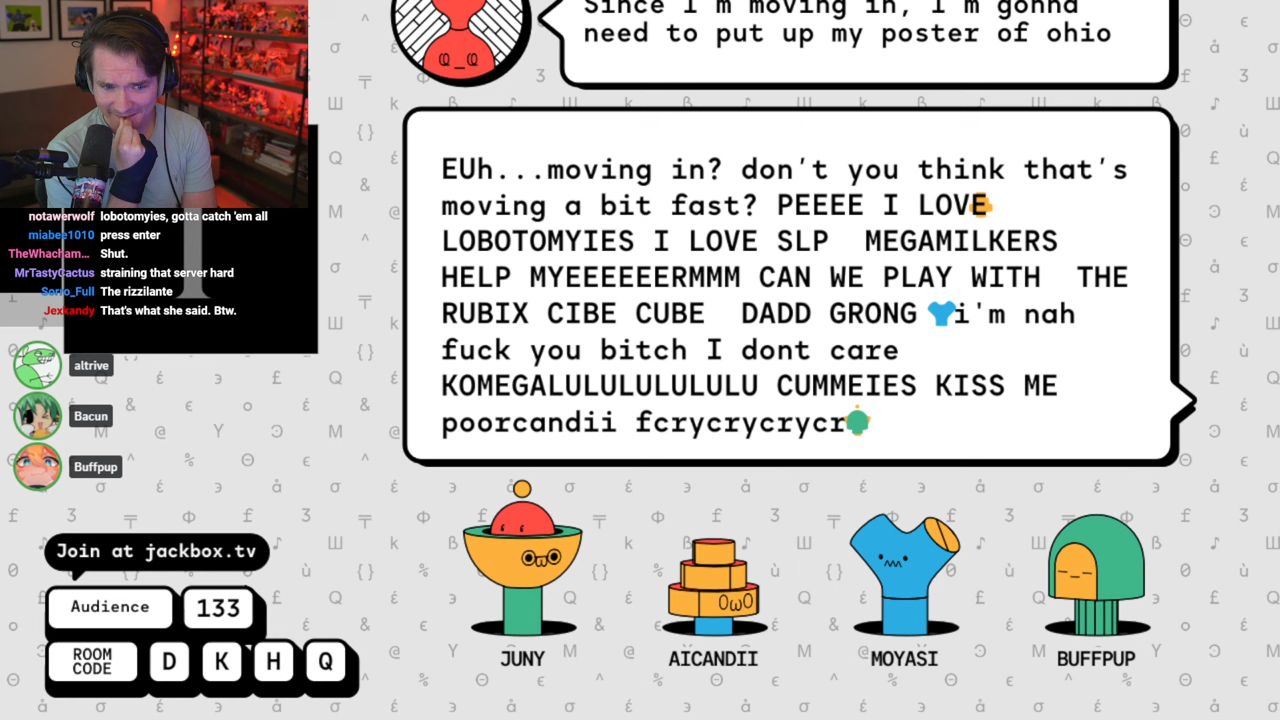 Since I'm moving in, I'm gonna
need to put up my poster of ohio
EUh...moving in? don't you think that's
moving a bit fast? PEEEE I LOVE
LOBOTOMYIES I LOVE SLP MEGAMILKERS
HELP MYEEEEEERMMM CAN WE PLAY WITH THE
RUBIX CIBE CUBE DADD GRONG i'm nah
fuck you bitch I dont care
KOMEGALULULULULULU CUMMEIES KISS ME
poorcandii fcrycrycrycr
notawerwolf lobotomyies, gotta catch 'em all
miabee1010 press enter
TheWhacham... Shut.
MrTastyCactus straining that server hard
Sorro_Full The rizzilante
Jexkandy That's what she said. Btw.
altrive
Bacun
Buffpup
Join at jackbox.tv
Audience 133
ROOM
CODE
D K H Q
OωO
JUNY AICANDII MOYASI BUFFPUP